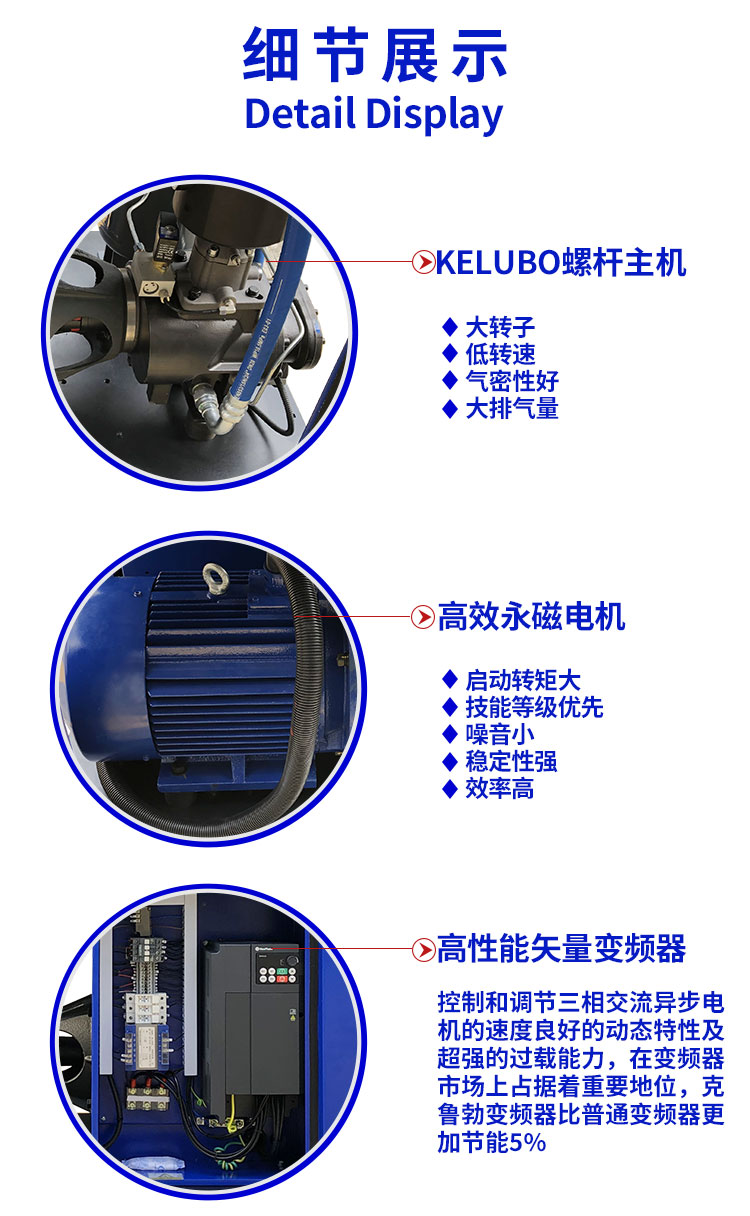 细节展示
Detail Display
KELUBO螺杆主机
大转子
低转速
气密性好
大排气量
高效永磁电机
启动转矩大
技能等级优先
噪音小
稳定性强
效率高
高性能矢量变频器
控制和调节三相交流异步电
机的速度良好的动态特性及
超强的过载能力，在变频器
市场上占据着重要地位，克
鲁勃变频器比普通变频器更
加节能5%